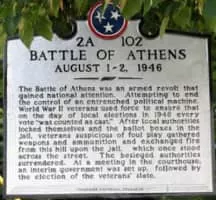 2A 102
BATTLE OF ATHENS
AUGUST 1-2, 1946
The Battle of Athens was an armed revolt that
gained national attention. Attempting to end
the control of an entrenched political machine,
World War II veterans used force to ensure that
on the day of local elections in 1946 every
vote "was counted as cast." After local authorities
locked themselves and the ballot boxes in the
jail, veterans suspicious of foul play gathered
weapons and ammunition and exchanged fire
from this hill upon the jail, which once stood
across the street. The besieged authorities
surrendered. At a meeting in the courthouse,
an interim government was set up, followed by
the election of the veterans' slate.
TENNESSEE HISTORICAL COMMISSION